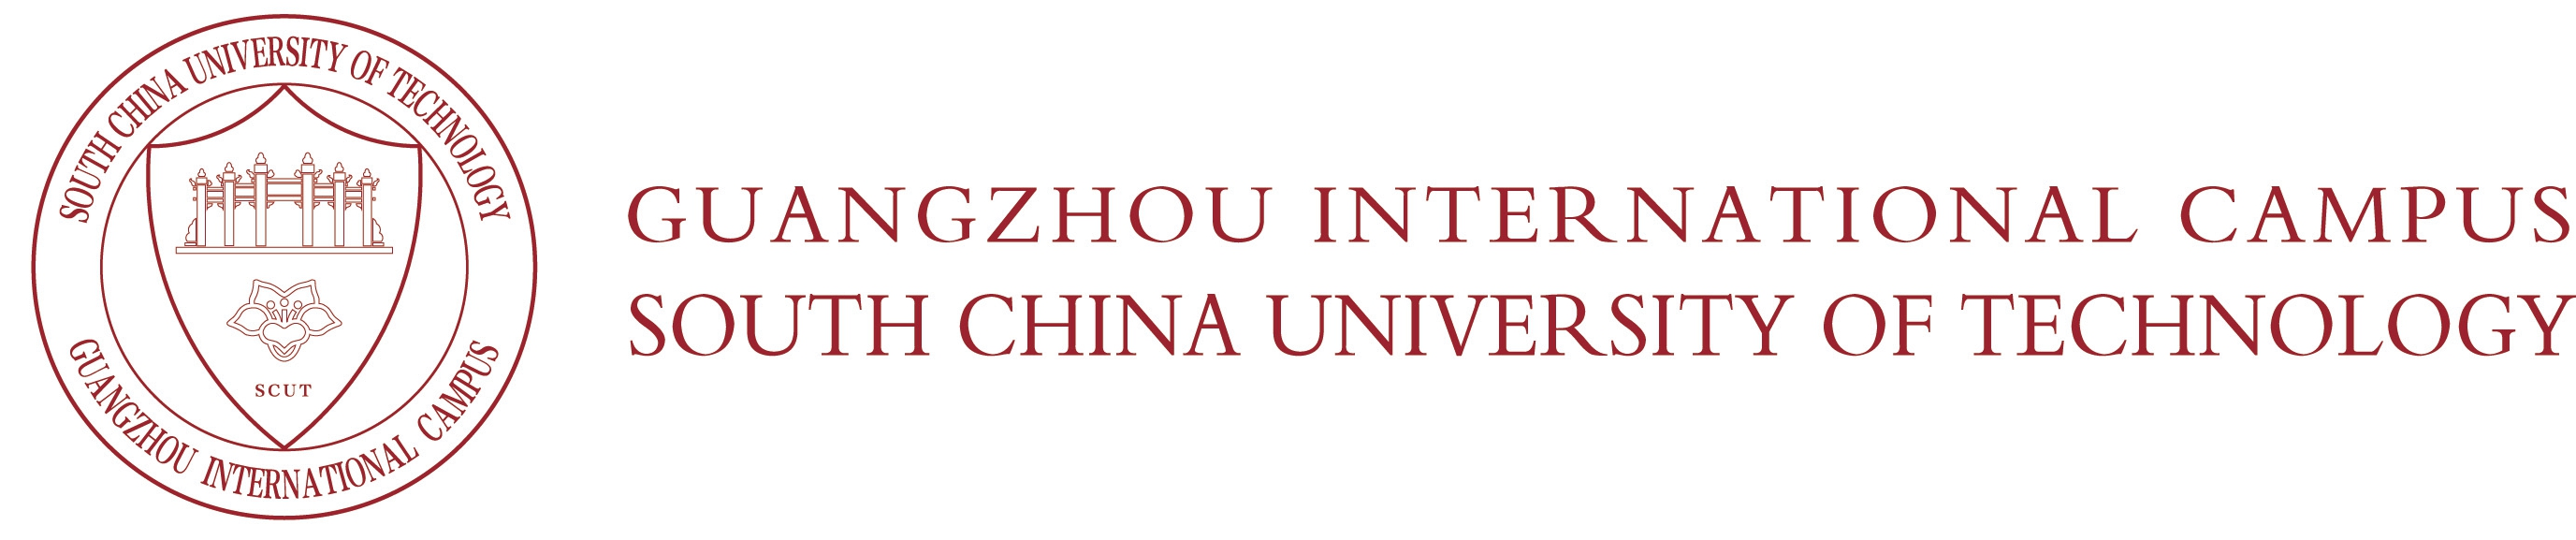 SOUTH CHINA UNIVERSITY OF TECHNOLOGY
SCUT
GUANGZHOU INTERNATIONAL CAMPUS
GUANGZHOU INTERNATIONAL CAMPUS
SOUTH CHINA UNIVERSITY OF TECHNOLOGY